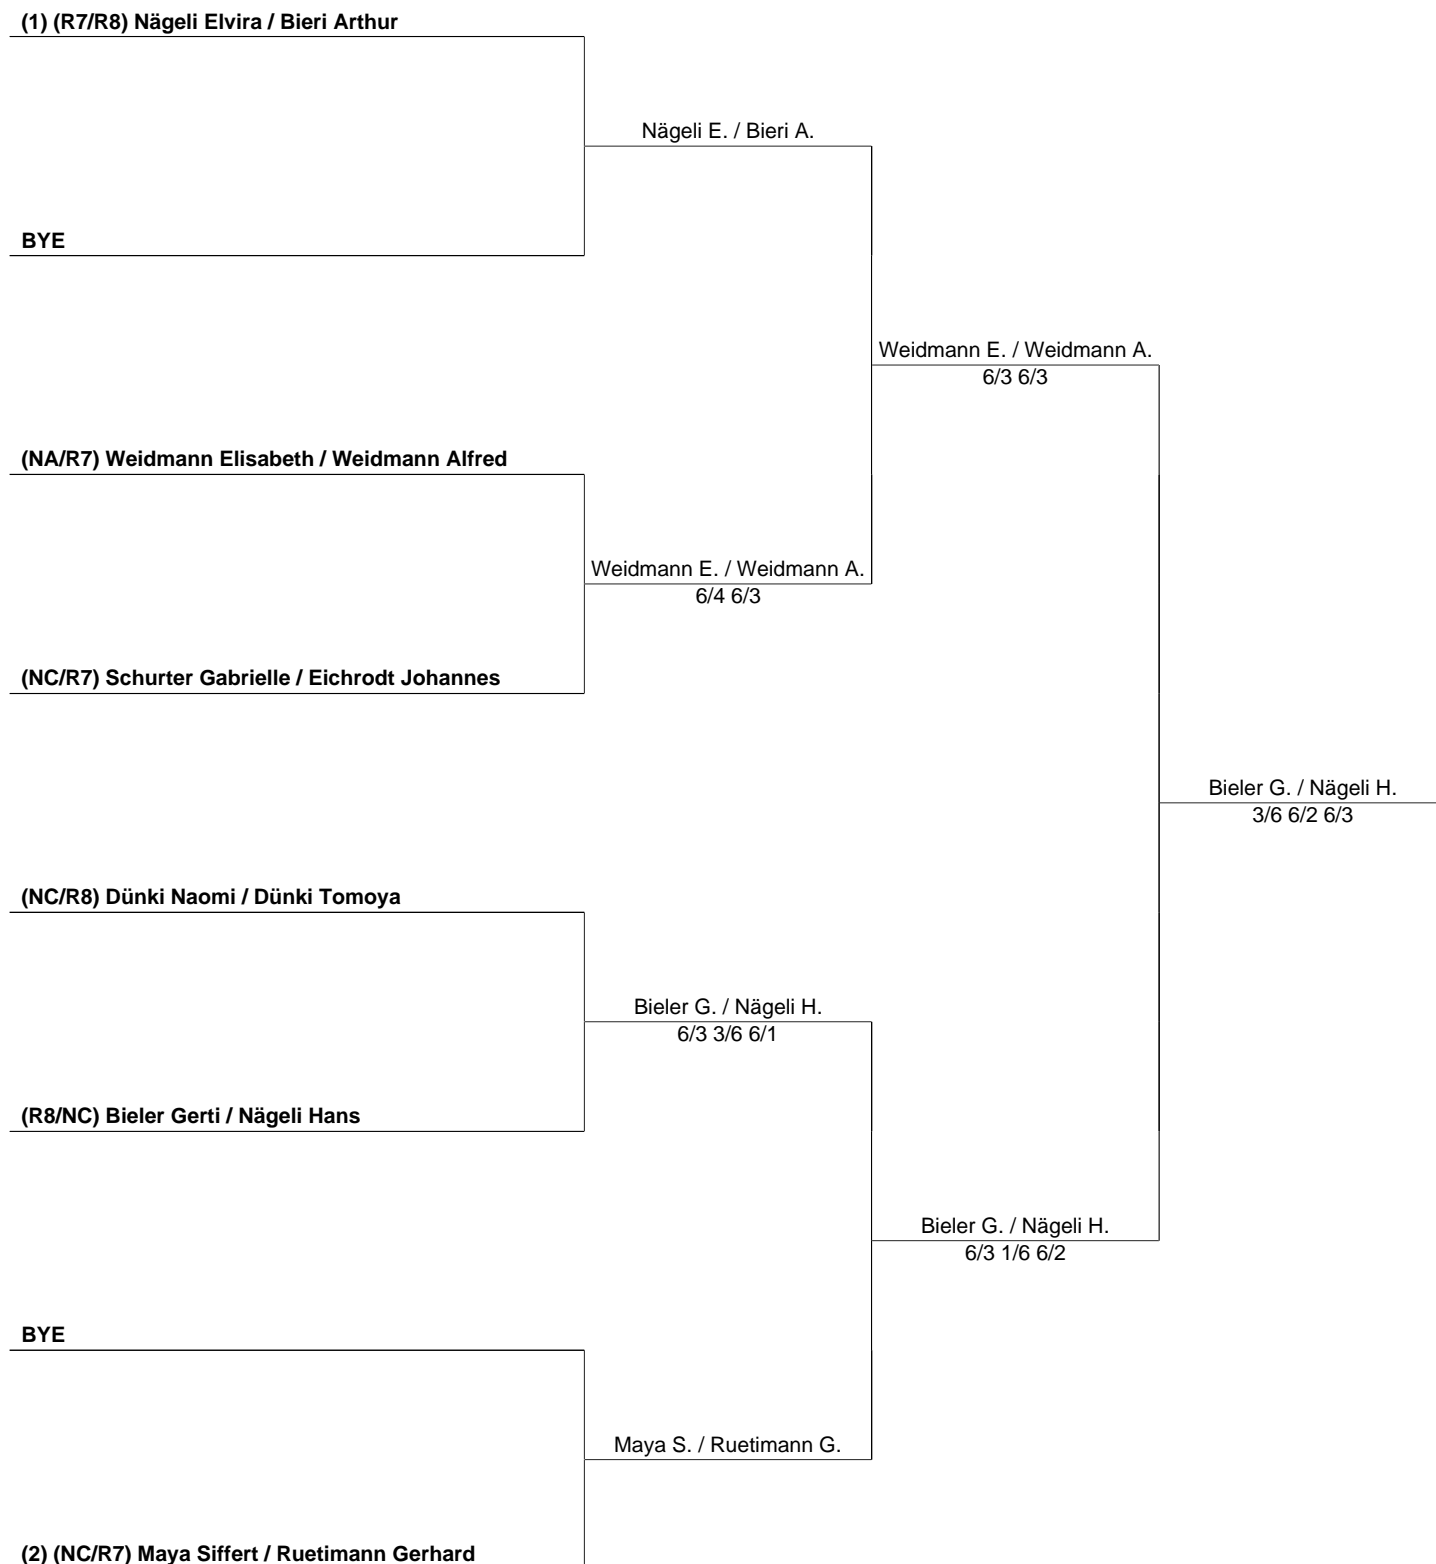 (1) (R7/R8) Nägeli Elvira / Bieri Arthur
Nägeli E. / Bieri A.
BYE
Weidmann E. / Weidmann A.
6/3 6/3
(NA/R7) Weidmann Elisabeth / Weidmann Alfred
Weidmann E. / Weidmann A.
6/4 6/3
(NC/R7) Schurter Gabrielle / Eichrodt Johannes
Bieler G. / Nägeli H.
3/6 6/2 6/3
(NC/R8) Dünki Naomi / Dünki Tomoya
Bieler G. / Nägeli H.
6/3 3/6 6/1
(R8/NC) Bieler Gerti / Nägeli Hans
Bieler G. / Nägeli H.
6/3 1/6 6/2
BYE
Maya S. / Ruetimann G.
(2) (NC/R7) Maya Siffert / Ruetimann Gerhard